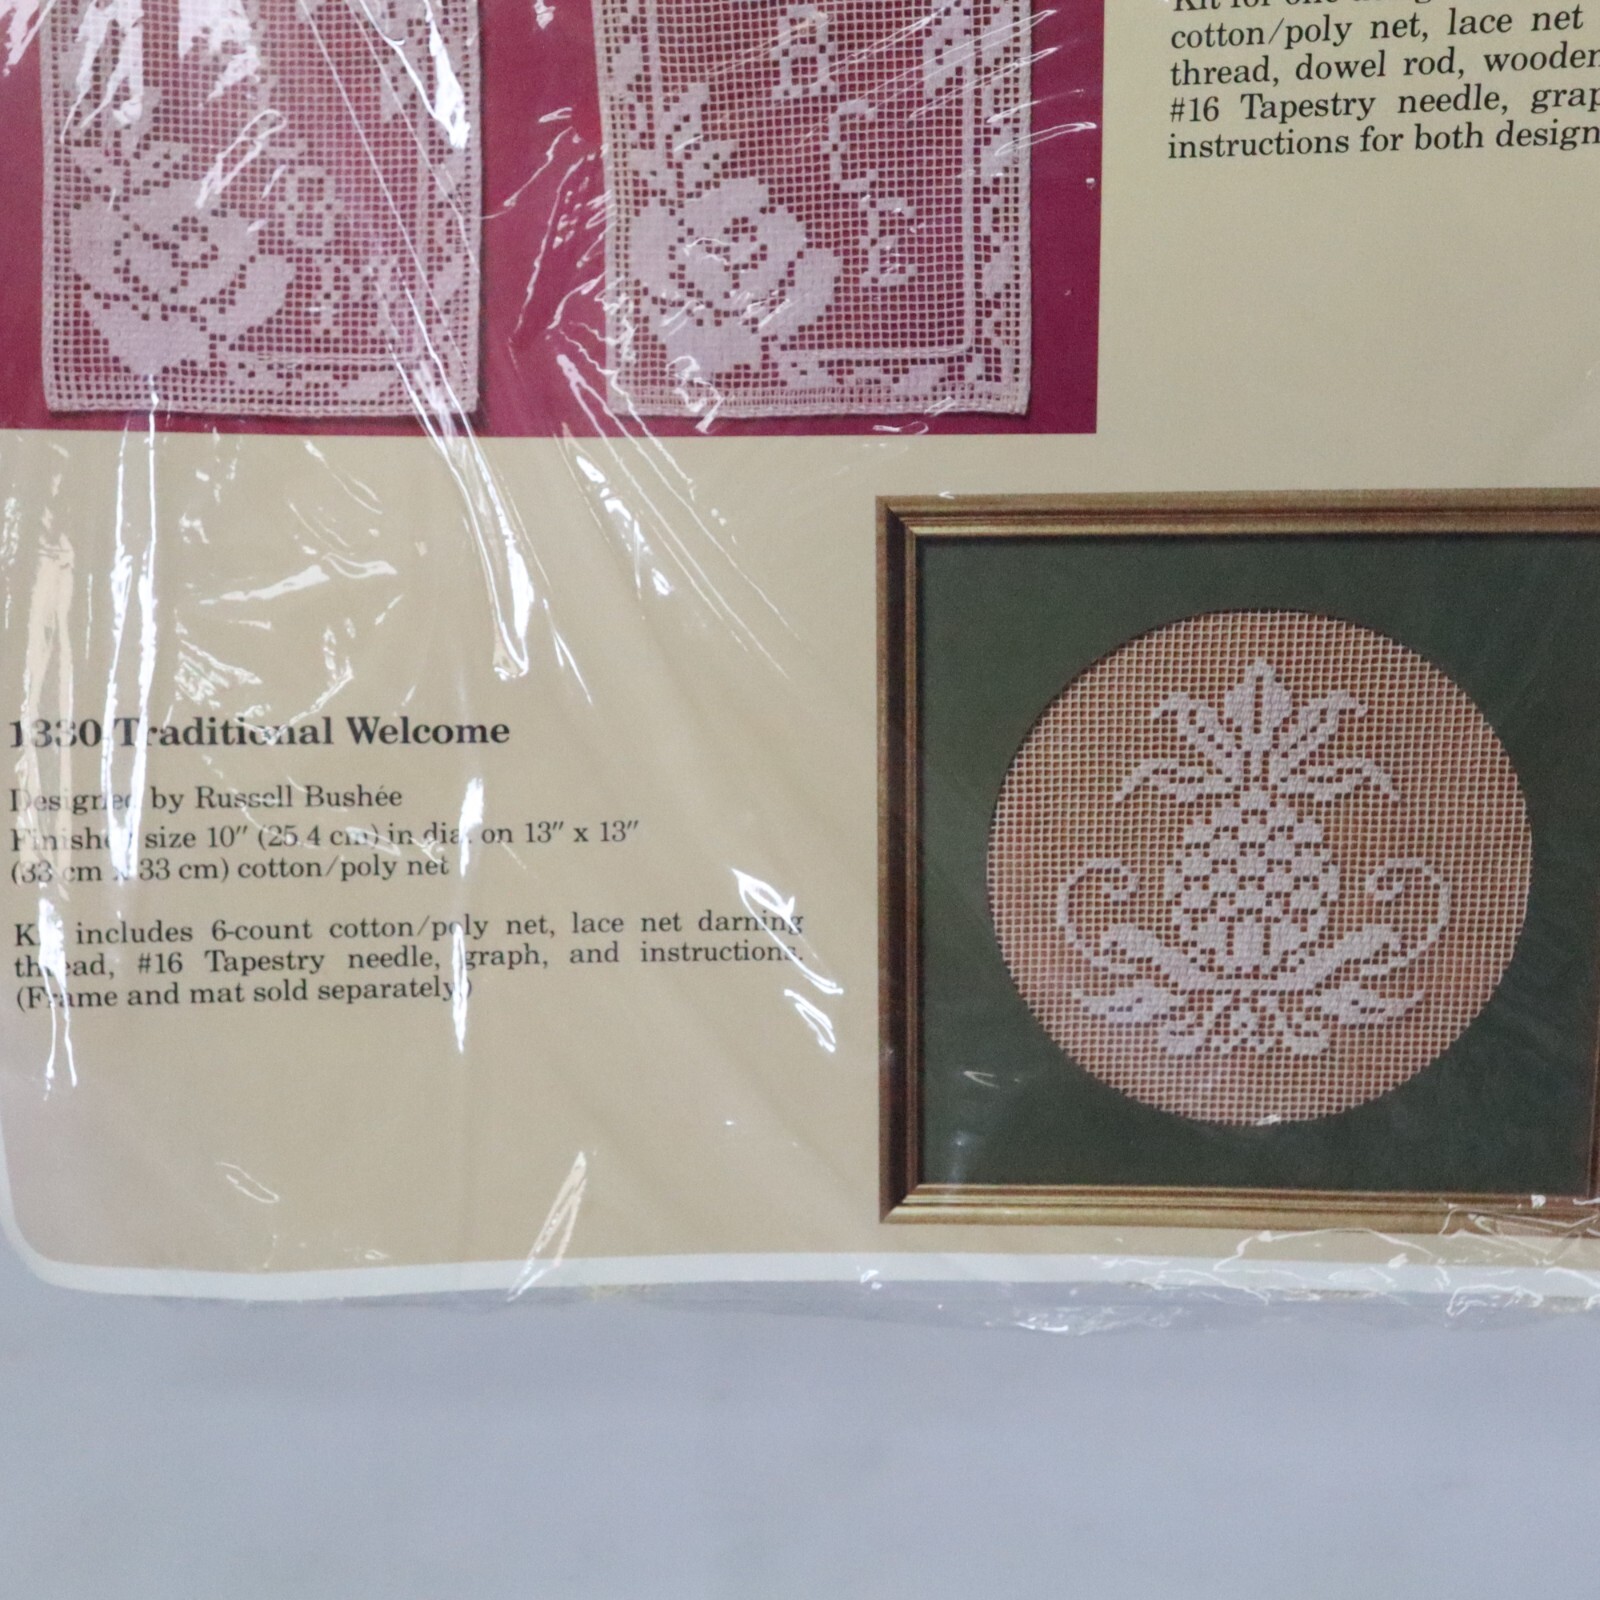 cotton/poly net, lace net
thread, dowel rod, wooden
#16 Tapestry needle,
instructions for both design
1330 Traditional Welcome
Designed by Russell Bushée
Finished size 10" (25.4 cm) in dia. on 13" x 13"
(33 cm x 33 cm) cotton/poly net
Kit includes 6-count cotton/poly net, lace net darning
thread, #16 Tapestry needle, graph, and instructions.
(Frame and mat sold separately)